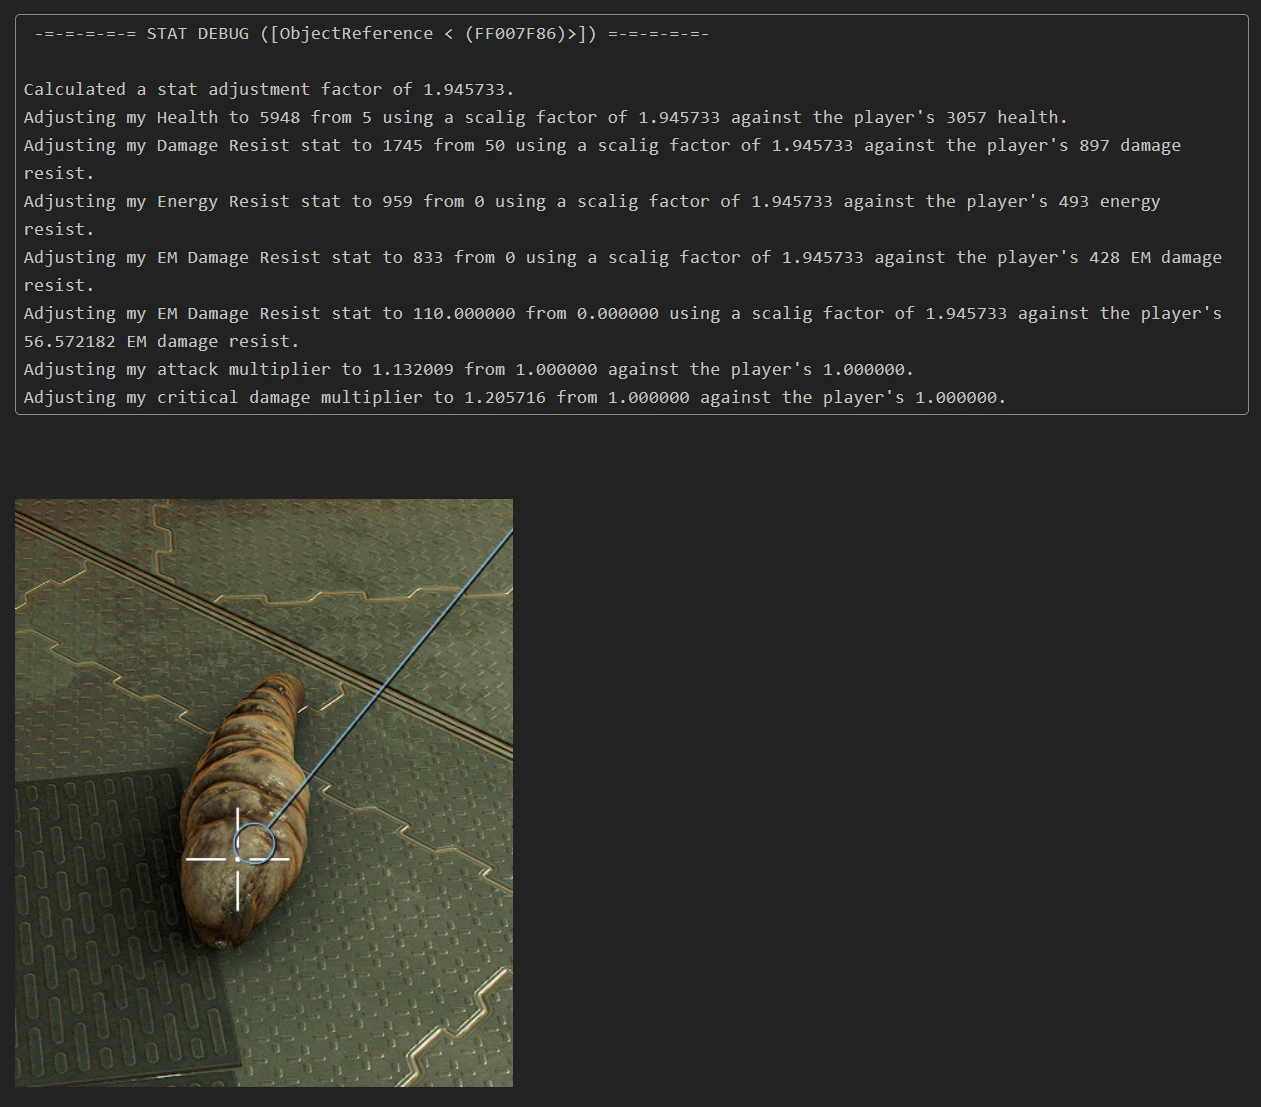 -=-=-=-=-= STAT DEBUG ([ObjectReference < (FF007F86)>]) =-=-=-=-=-
Calculated a stat adjustment factor of 1.945733.
Adjusting my Health to 5948 from 5 using a scalig factor of 1.945733 against the player's 3057 health.
Adjusting my Damage Resist stat to 1745 from 50 using a scalig factor of 1.945733 against the player's 897 damage
resist.
Adjusting my Energy Resist stat to 959 from 0 using a scalig factor of 1.945733 against the player's 493 energy
resist.
Adjusting my EM Damage Resist stat to 833 from 0 using a scalig factor of 1.945733 against the player's 428 EM damage
resist.
Adjusting my EM Damage Resist stat to 110.000000 from 0.000000 using a scalig factor of 1.945733 against the player's
56.572182 EM damage resist.
Adjusting my attack multiplier to 1.132009 from 1.000000 against the player's 1.000000.
Adjusting my critical damage multiplier to 1.205716 from 1.000000 against the player's 1.000000.